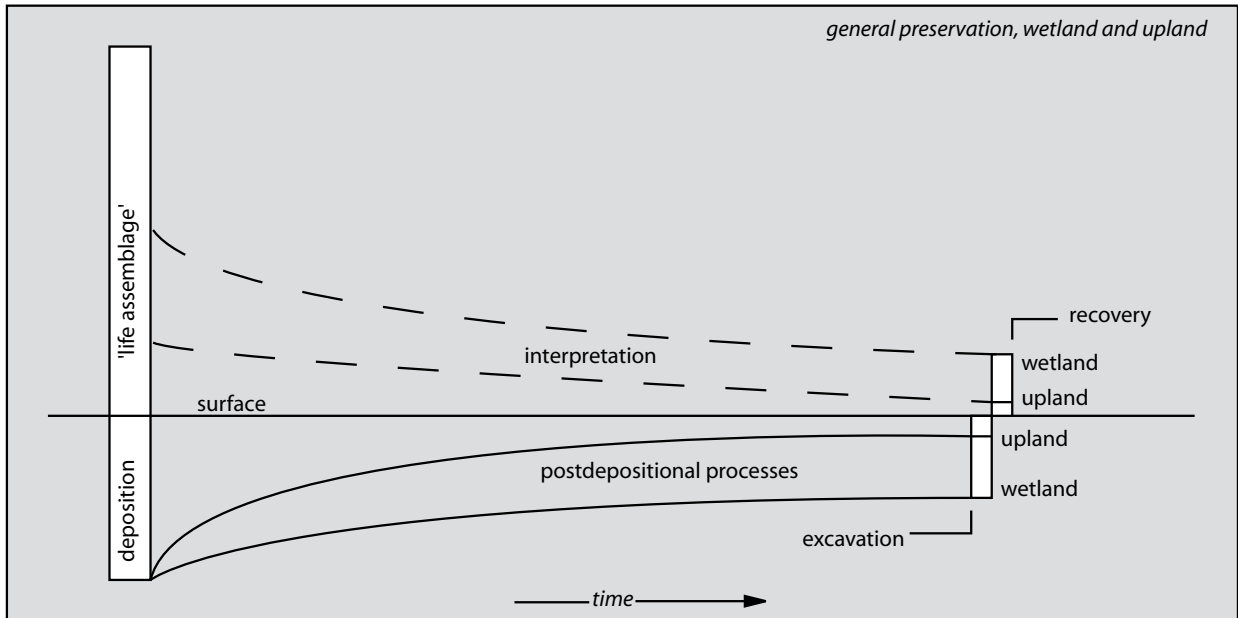 general preservation, wetland and upland
'life assemblage'
recovery
wetland
interpretation
upland
surface
upland
postdepositional processes
wetland
deposition
excavation
time